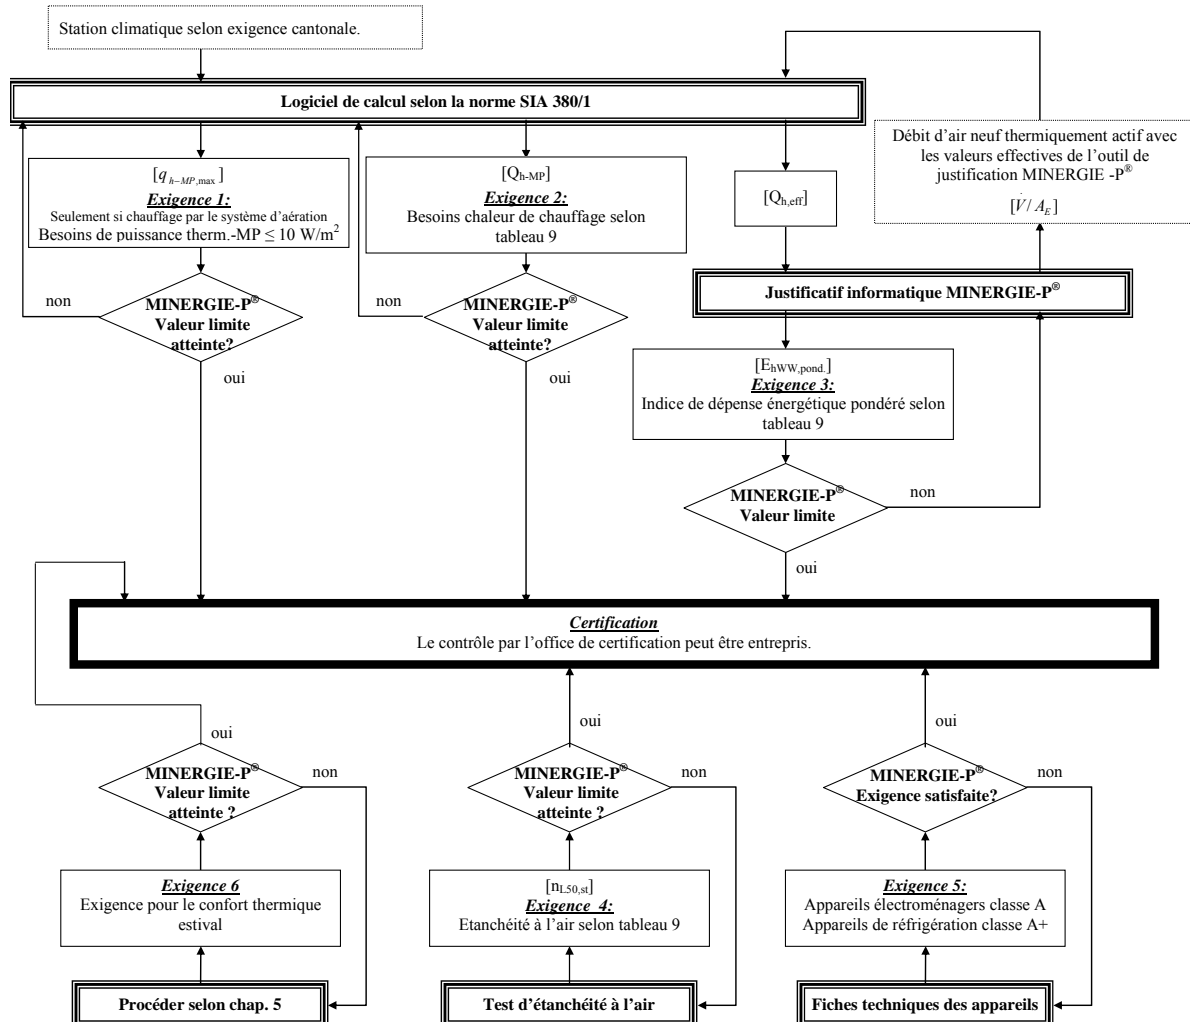 Station climatique selon exigence cantonale.
Logiciel de calcul selon la norme SIA 380/1
[q h−MP,max ]
Exigence 1:
Seulement si chauffage par le système d’aération
Besoins de puissance therm.-MP ≤ 10 W/m2
[Qh-MP]
Exigence 2:
Besoins chaleur de chauffage selon
tableau 9
[Qh,eff]
Débit d’air neuf thermiquement actif avec
les valeurs effectives de l’outil de
justification MINERGIE -P®
[V̇/ AE]
Justificatif informatique MINERGIE-P®
non
MINERGIE-P®
Valeur limite
atteinte?
oui
non
MINERGIE-P®
Valeur limite
atteinte?
oui
[EhWW,pond.]
Exigence 3:
Indice de dépense énergétique pondéré selon
tableau 9
MINERGIE-P®
Valeur limite
non
oui
Certification
Le contrôle par l’office de certification peut être entrepris.
oui
MINERGIE-P®
Valeur limite
atteinte ?
non
oui
MINERGIE-P®
Valeur limite
atteinte ?
non
oui
MINERGIE-P®
Exigence satisfaite?
non
Exigence 6
Exigence pour le confort thermique
estival
[nL50,st]
Exigence 4:
Etanchéité à l’air selon tableau 9
Exigence 5:
Appareils électroménagers classe A
Appareils de réfrigération classe A+
Procéder selon chap. 5
Test d’étanchéité à l’air
Fiches techniques des appareils